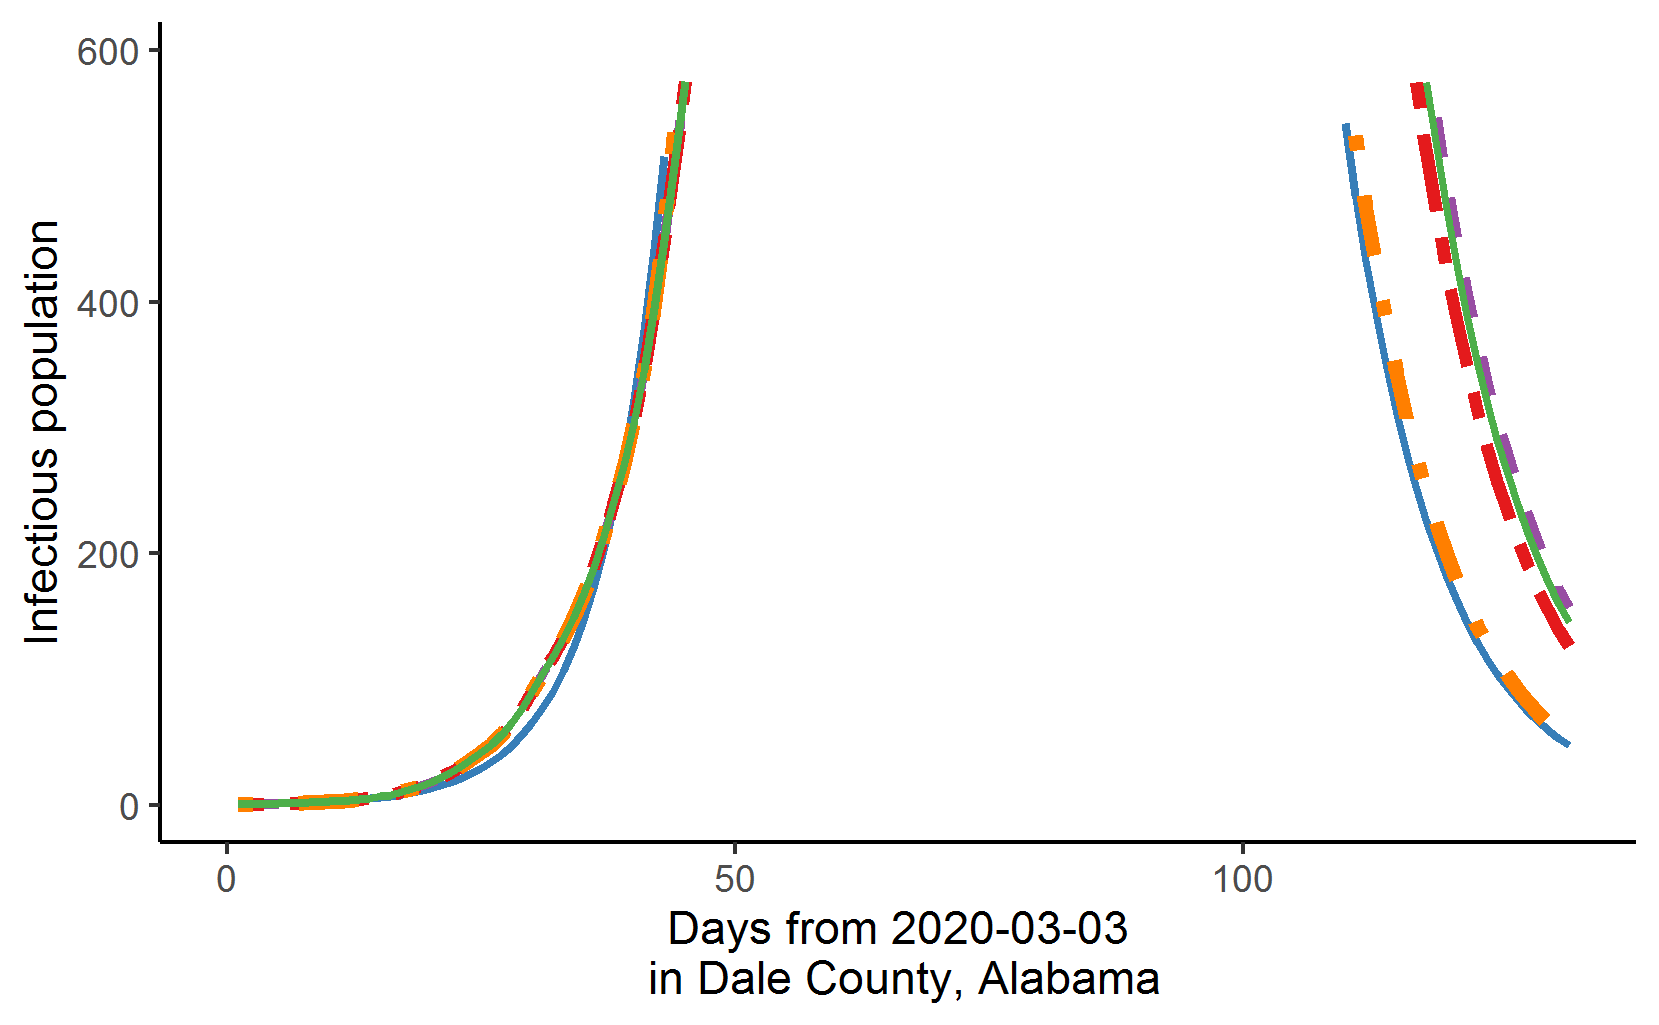 600
400
200
0
Infectious population
0 50 100
Days from 2020-03-03
in Dale County, Alabama